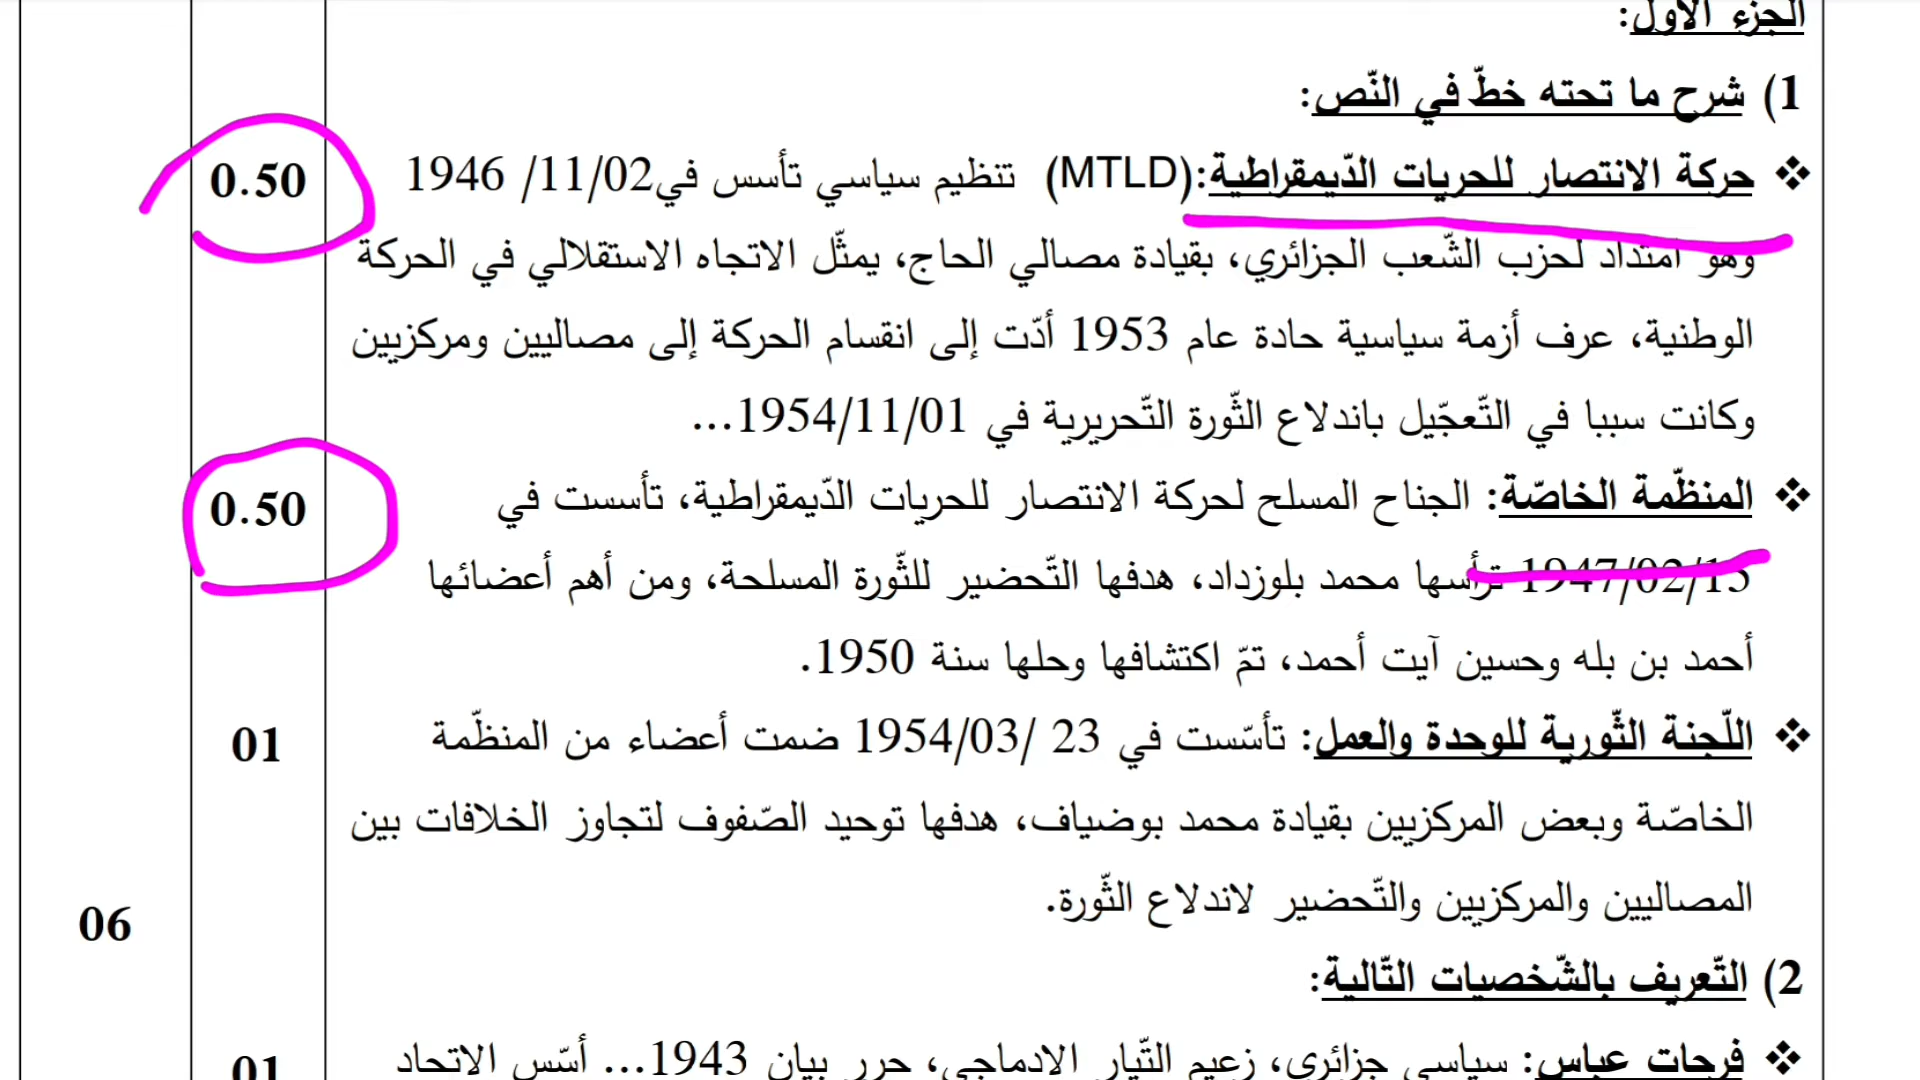 الجزء الأول:
1) شرح ما تحته خطّ في النّص:
❖ حركة الانتصار للحريات الدّيمقراطية:(MTLD) تنظيم سياسي تأسس في11/02/ 1946
0.50
وهو امتداد لحزب الشّعب الجزائري، بقيادة مصالي الحاج، يمثّل الاتجاه الاستقلالي في الحركة
الوطنية، عرف أزمة سياسية حادة عام 1953 أدّت إلى انقسام الحركة إلى مصاليين ومركزيين
وكانت سببا في التّعجّيل باندلاع الثّورة التّحريرية في 1954/11/01...
❖ المنظّمة الخاصّة: الجناح المسلح لحركة الانتصار للحريات الدّيمقراطية، تأسست في
0.50
1947/02/15 ترأسها محمد بلوزداد، هدفها التّحضير للثّورة المسلحة، ومن أهم أعضائها
أحمد بن بله وحسين آيت أحمد، تمّ اكتشافها وحلها سنة 1950.
❖ اللّجنة الثّورية للوحدة والعمل: تأسّست في 23 /1954/03 ضمت أعضاء من المنظّمة
01
الخاصّة وبعض المركزيين بقيادة محمد بوضياف، هدفها توحيد الصّفوف لتجاوز الخلافات بين
المصاليين والمركزيين والتّحضير لاندلاع الثّورة.
06
2) التّعريف بالشّخصيات التّالية:
❖ فرحات عباس: سياسي جزائري، زعيم التّيار الادماجي، حرر بيان 1943... أسّس الاتحاد
01